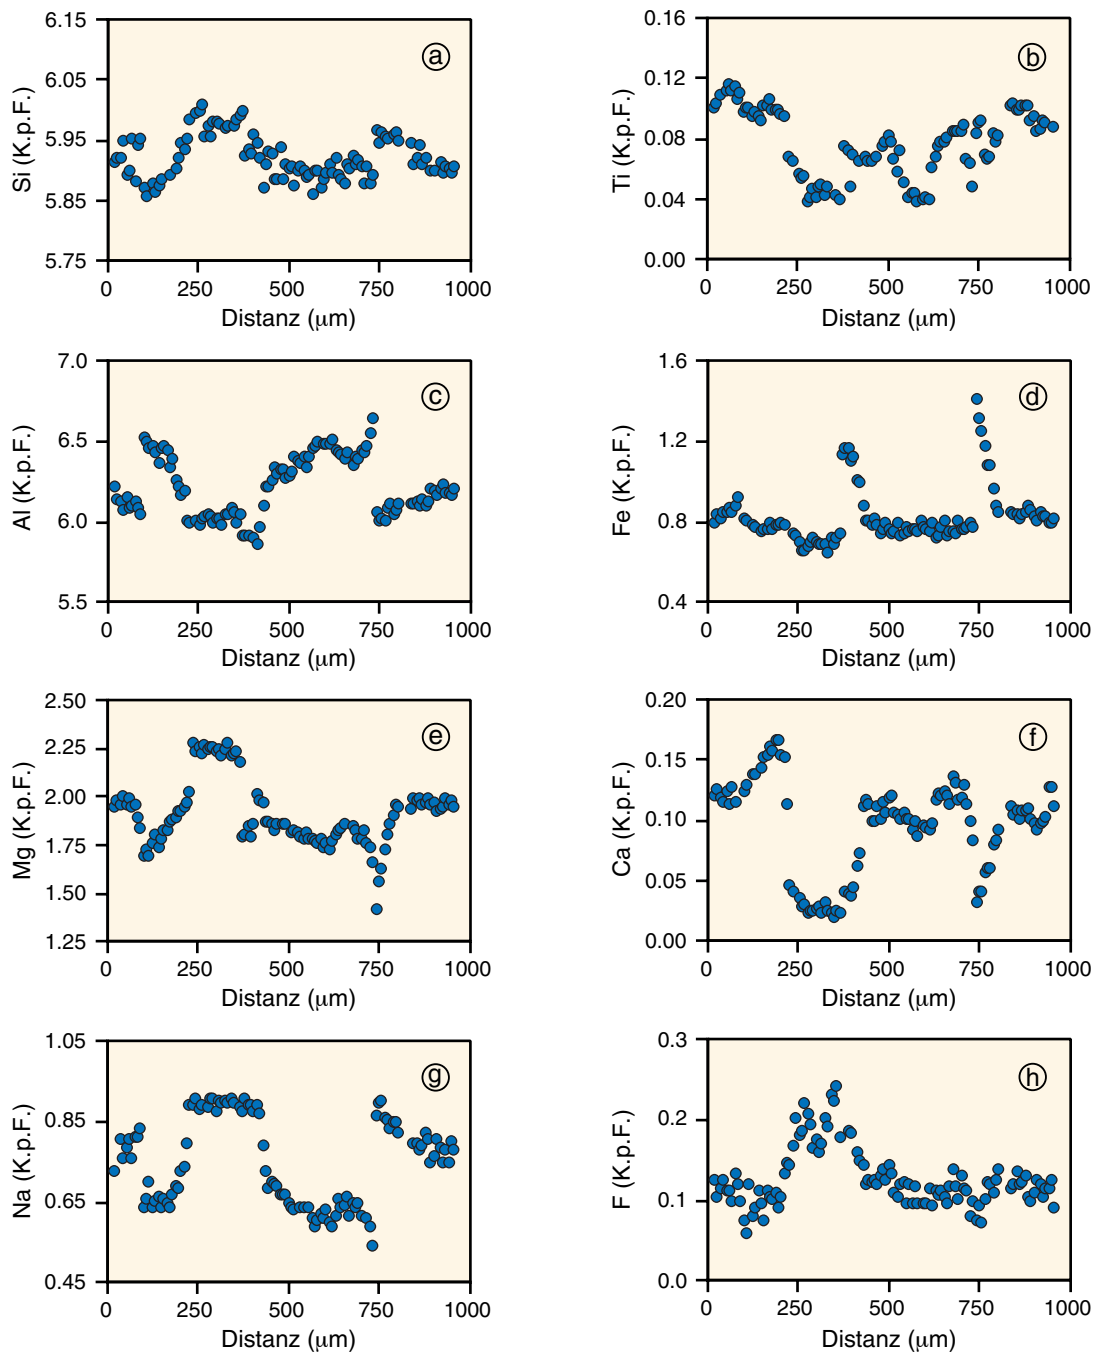 6.15
6.05
5.95
5.85
5.75
Si (K.p.F.)
a
0 250 500 750 1000
Distanz (μm)
0.16
0.12
0.08
0.04
0.00
Ti (K.p.F.)
b
0 250 500 750 1000
Distanz (μm)
7.0
6.5
6.0
5.5
Al (K.p.F.)
c
0 250 500 750 1000
Distanz (μm)
1.6
1.2
0.8
0.4
Fe (K.p.F.)
d
0 250 500 750 1000
Distanz (μm)
2.50
2.25
2.00
1.75
1.50
1.25
Mg (K.p.F.)
e
0 250 500 750 1000
Distanz (μm)
0.20
0.15
0.10
0.05
0.00
Ca (K.p.F.)
f
0 250 500 750 1000
Distanz (μm)
1.05
0.85
0.65
0.45
Na (K.p.F.)
g
0 250 500 750 1000
Distanz (μm)
0.3
0.2
0.1
0.0
F (K.p.F.)
h
0 250 500 750 1000
Distanz (μm)